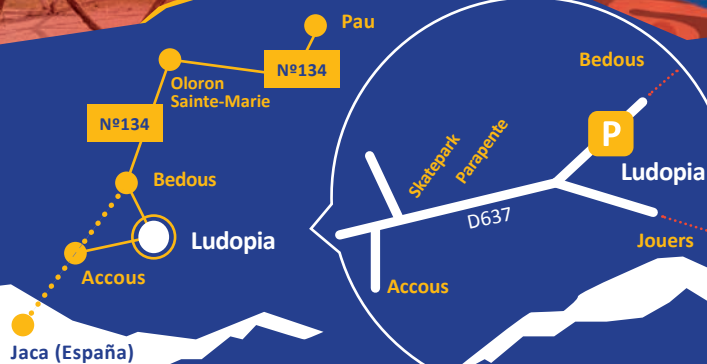 Pau
Nº134
Oloron
Sainte-Marie
Nº134
Bedous
Ludopia
Accous
Jaca (España)
Bedous
P
Skatepark
Parapente
Ludopia
D637
Jouers
Accous